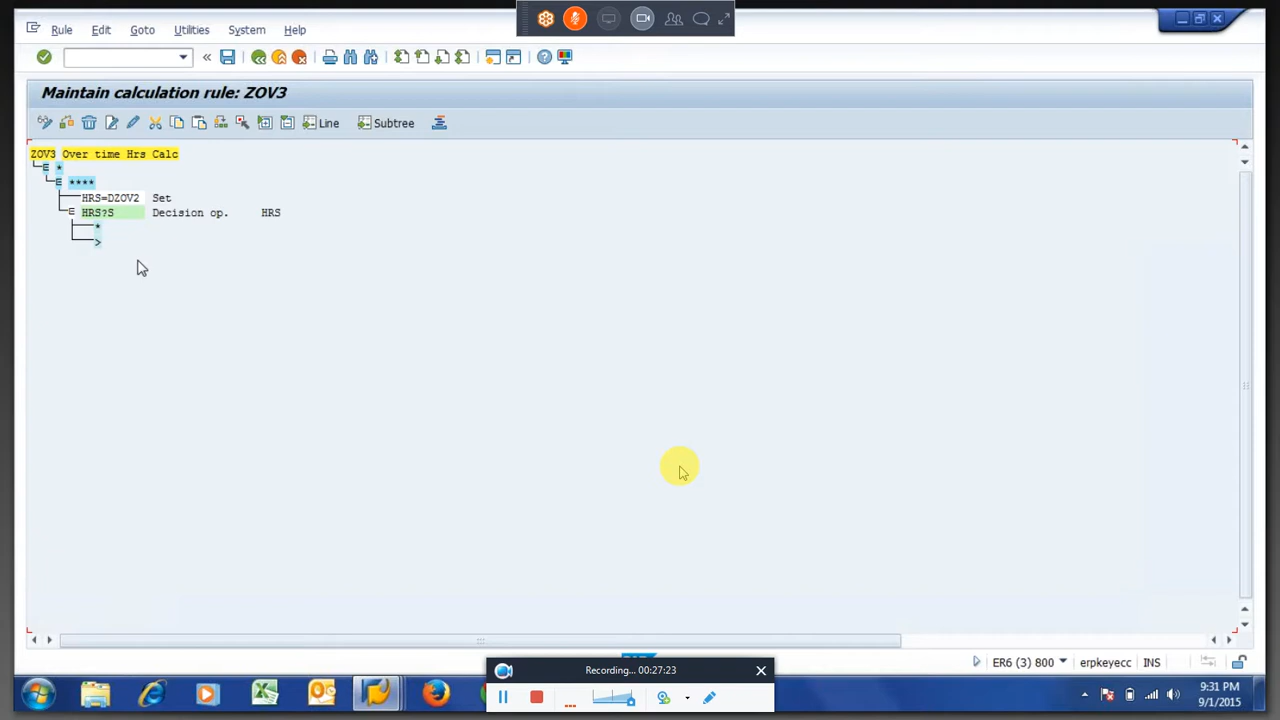 Rule Edit Goto Utilities System Help
Maintain calculation rule: ZOV3
Line Subtree
ZOV3 Over time Hrs Calc
*
****
HRS=DZOV2 Set
HRS?S Decision op. HRS
*
>
ER6 (3) 800 erpkeyecc INS
Recording... 00:27:23
9:31 PM
9/1/2015